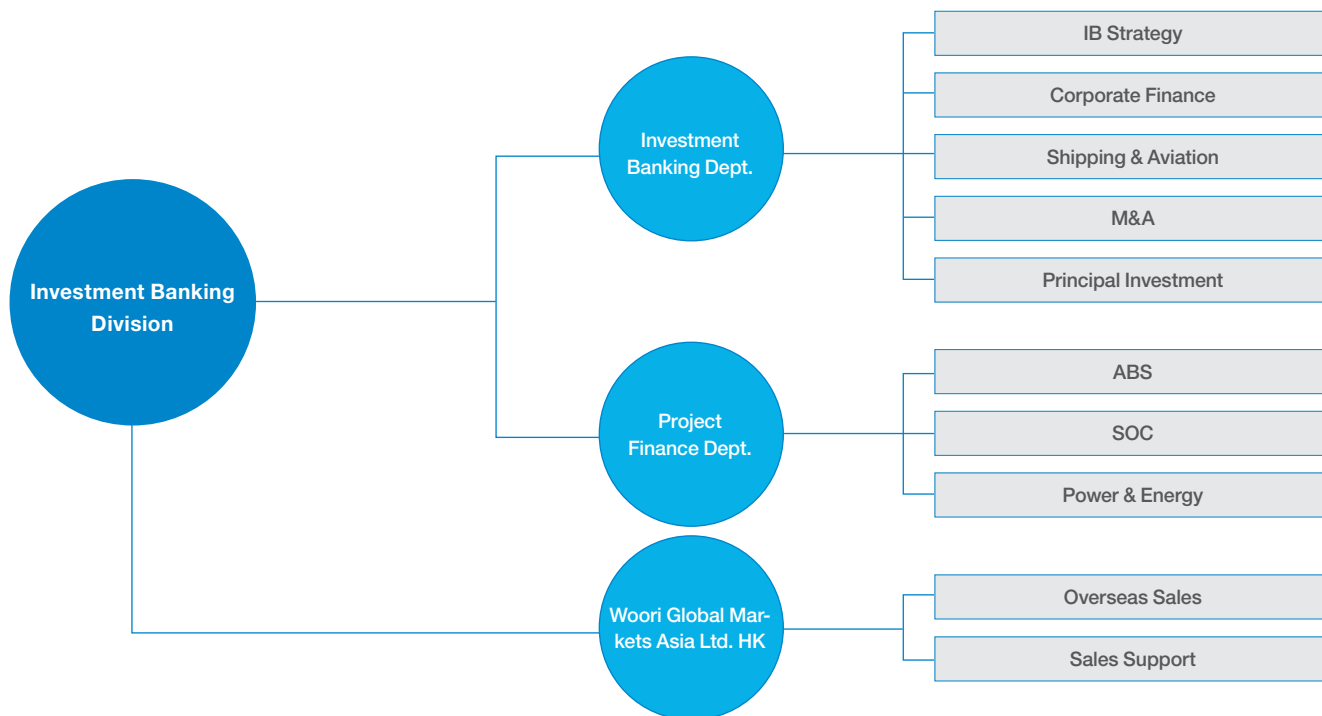 Investment Banking
Division
Investment
Banking Dept.
IB Strategy
Corporate Finance
Shipping & Aviation
M&A
Principal Investment
Project
Finance Dept.
ABS
SOC
Power & Energy
Woori Global Mar-
kets Asia Ltd. HK
Overseas Sales
Sales Support